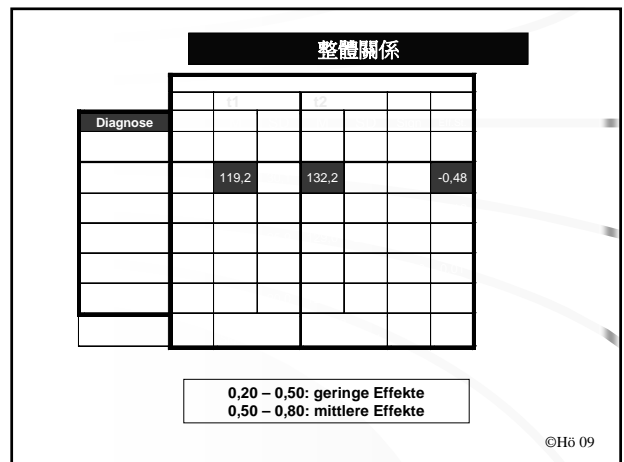 整體關係
t1 t2
Diagnose
119,2 132,2 -0,48
0,20 – 0,50: geringe Effekte
0,50 – 0,80: mittlere Effekte
©Hö 09